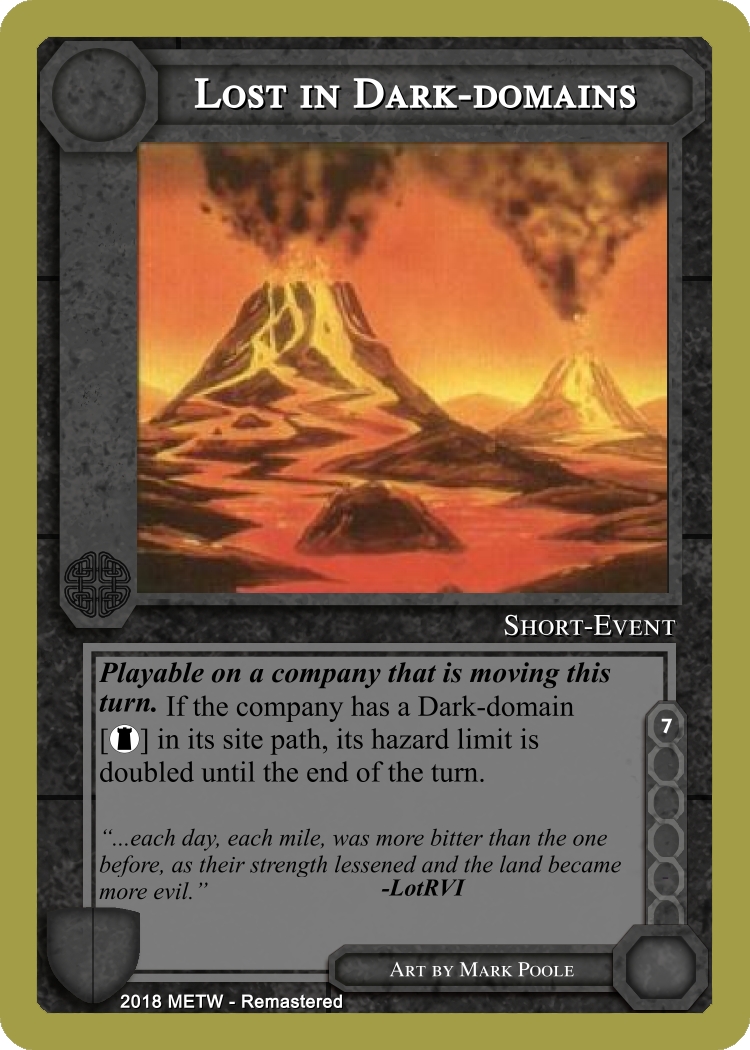 Lost in Dark-domains
Short-Event
Playable on a company that is moving this
turn. If the company has a Dark-domain
[] in its site path, its hazard limit is
doubled until the end of the turn.
7
“...each day, each mile, was more bitter than the one
before, as their strength lessened and the land became
more evil.” -LotRVI
Art by Mark Poole
2018 METW - Remastered